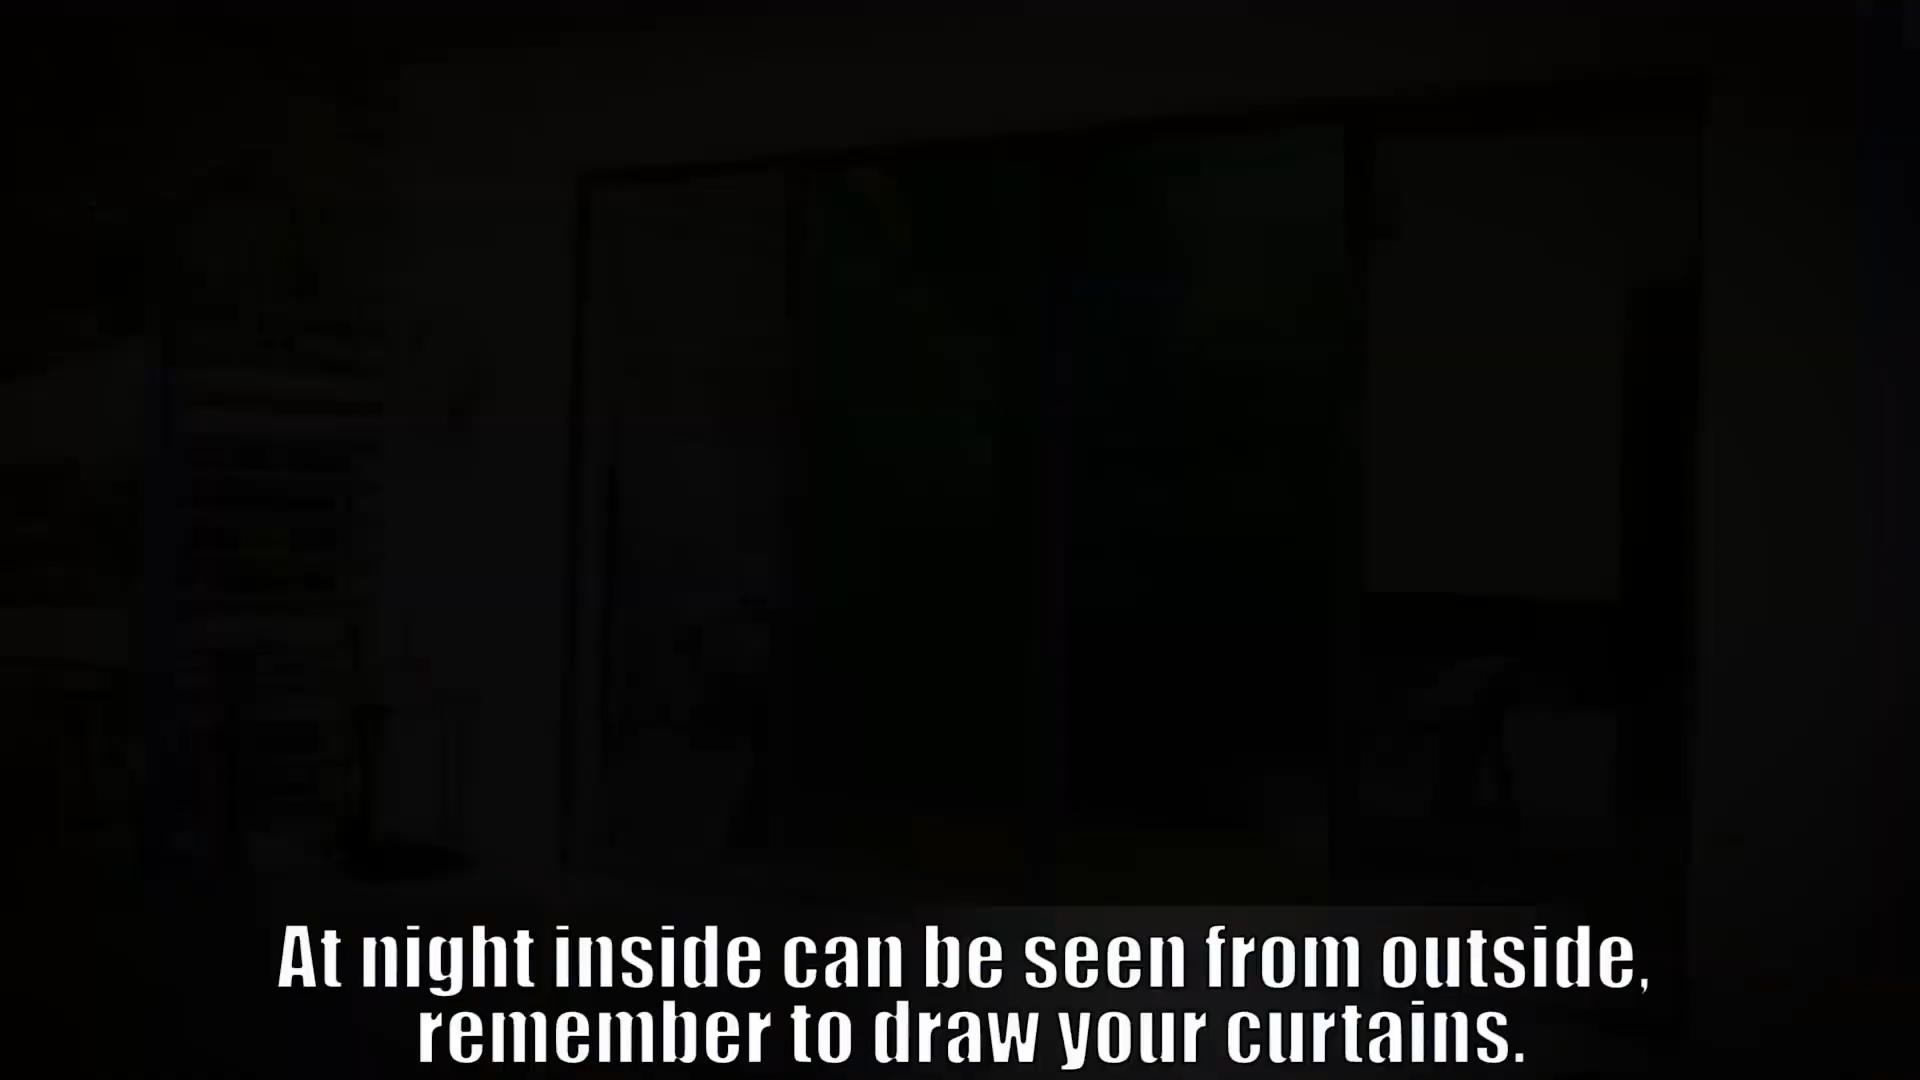 At night inside can be seen from outside,
remember to draw your curtains.